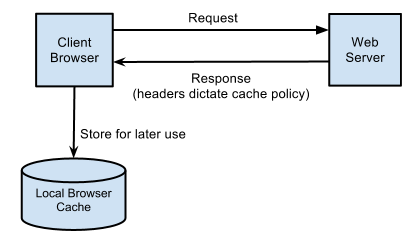 Request
Client
Browser
Web
Server
Response
(headers dictate cache policy)
Store for later use
Local Browser
Cache